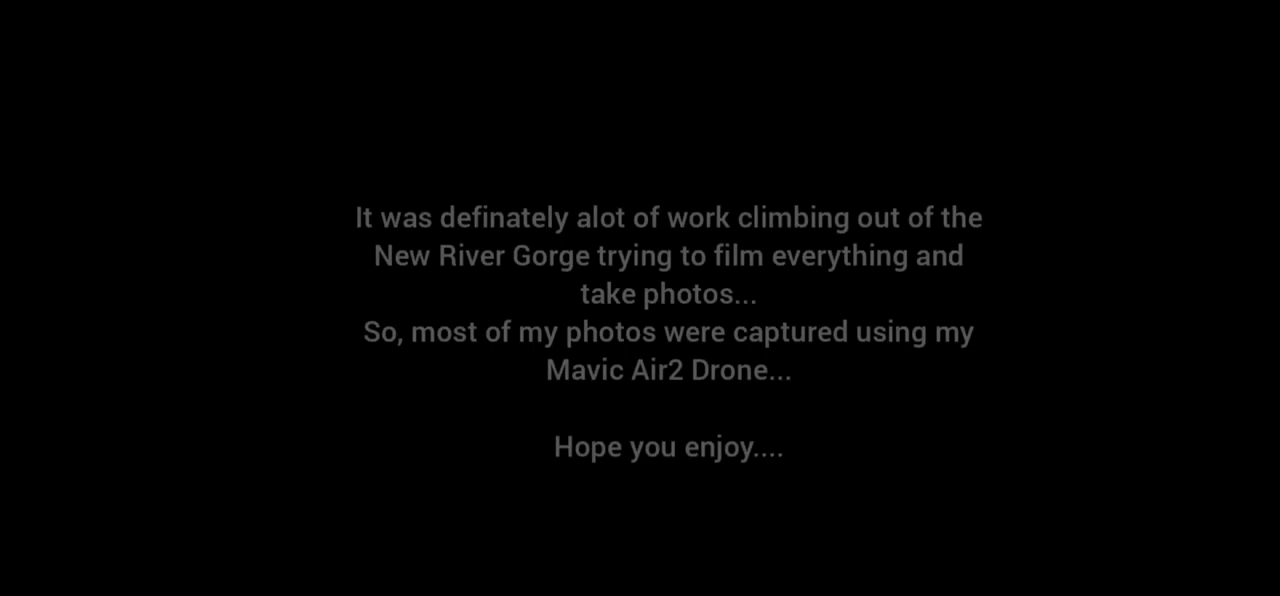 It was definately alot of work climbing out of the
New River Gorge trying to film everything and
take photos...
So, most of my photos were captured using my
Mavic Air2 Drone...
Hope you enjoy....